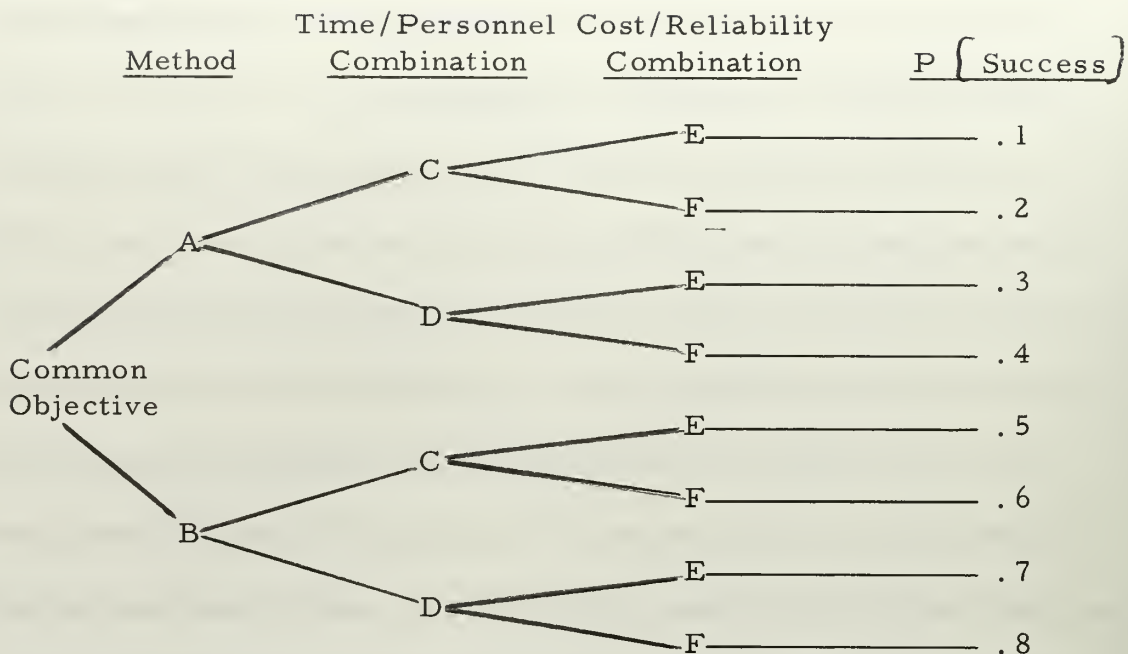 Time/Personnel Cost/Reliability
Method Combination Combination P { Success }
E .1
C
F .2
A
E .3
D
F .4
Common
Objective
E .5
C
F .6
B
E .7
D
F .8